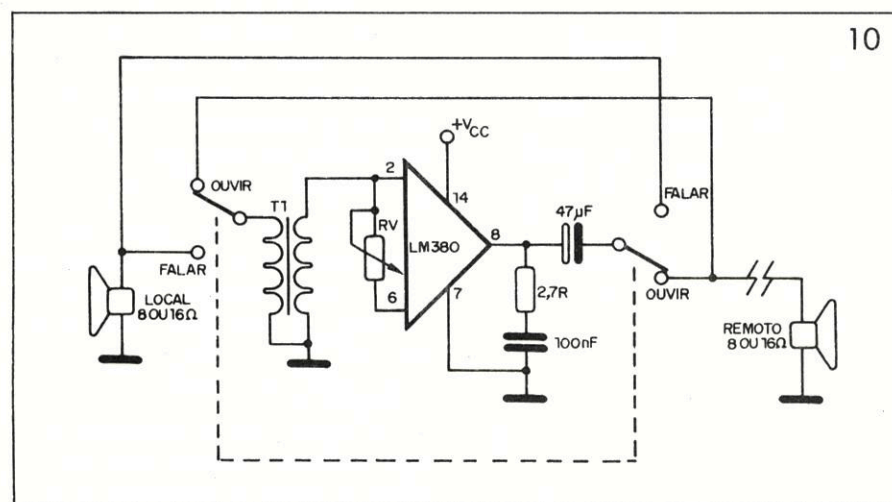 10
+VCC
OUVIR
T1
2
14
FALAR
47µF
RV
LM380
8
FALAR
6
7
2,7R
OUVIR
LOCAL
8 OU 16Ω
100nF
REMOTO
8 OU 16Ω